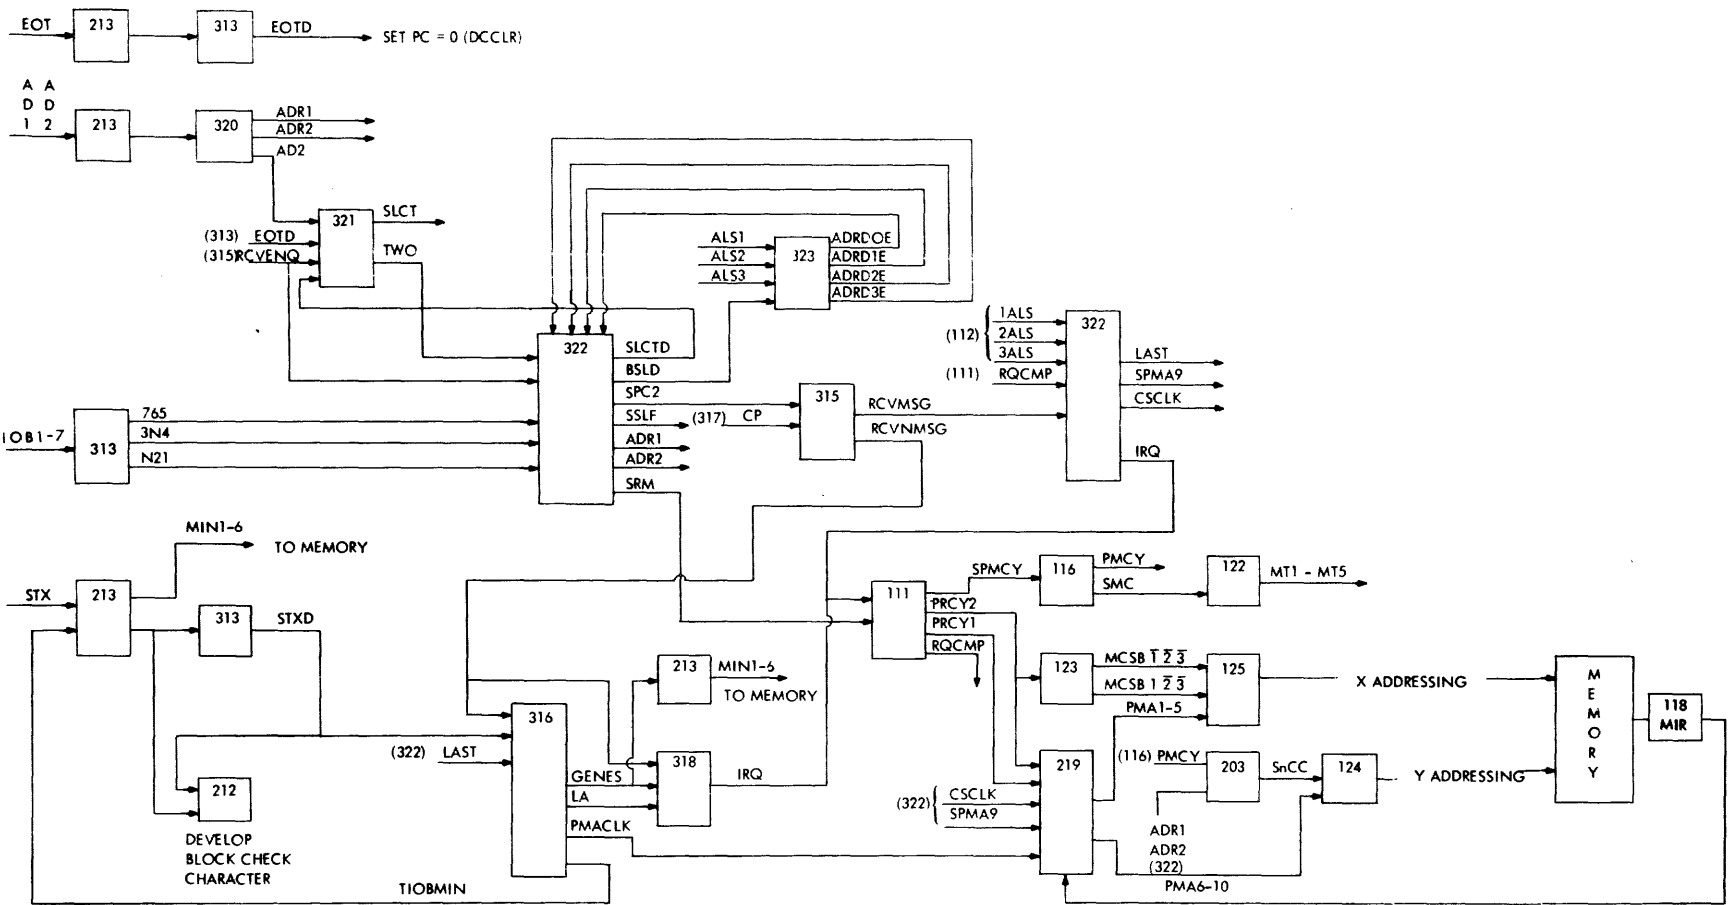 EOT
213
313
EOTD
SET PC = 0 (DCCLR)
A A
D D
1 2
213
320
ADR1
ADR2
AD2
321
SLCT
(313) EOTD
(315) RCVENQ
TWO
ALS1
ALS2
ALS3
323
ADRD0E
ADRD1E
ADRD2E
ADRD3E
322
SLCTD
BSLD
SPC2
SSLF
ADR1
ADR2
SRM
(317) CP
315
RCVMSG
RCVNMSG
(112)
1ALS
2ALS
3ALS
(111) RQCMP
322
LAST
SPMA9
CSCLK
IRQ
IOB1-7
313
765
3N4
N21
MIN1-6
TO MEMORY
STX
213
313
STXD
212
DEVELOP
BLOCK CHECK
CHARACTER
TIOBMIN
(322) LAST
316
GENES
LA
PMACLK
213
MIN1-6
TO MEMORY
318
IRQ
111
SPMCY
PRCY2
PRCY1
RQCMP
116
PMCY
SMC
122
MT1 - MT5
123
MCSB 1̅ 2̅ 3̅
MCSB 1 2̅ 3̅
PMA1-5
125
X ADDRESSING
219
(322)
CSCLK
SPMA9
(116) PMCY
203
SnCC
ADR1
ADR2
(322)
PMA6-10
124
Y ADDRESSING
MEMORY
118
MIR